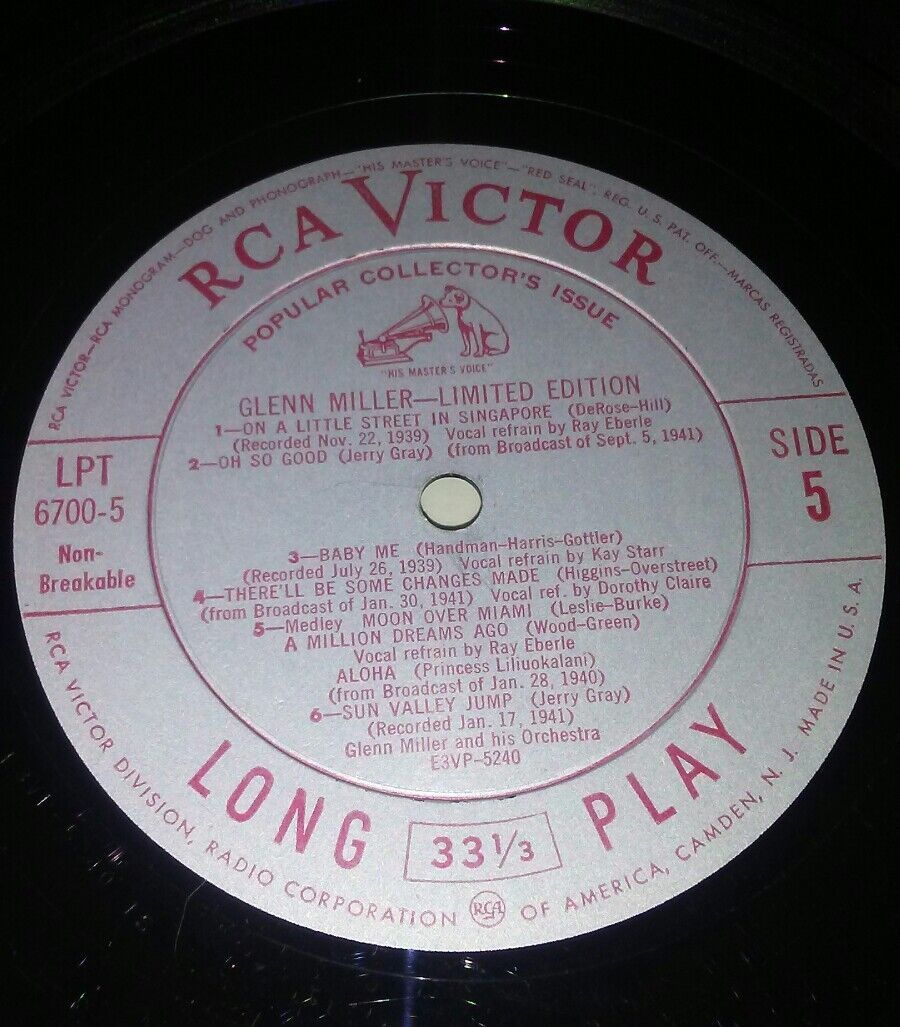 RCA VICTOR—RCA MONOGRAM—DOG AND PHONOGRAPH—"HIS MASTER'S VOICE"—"RED SEAL", REG. U. S. PAT. OFF.—MARCAS REGISTRADAS
RCA VICTOR
POPULAR COLLECTOR'S ISSUE
"HIS MASTER'S VOICE"
GLENN MILLER—LIMITED EDITION
1—ON A LITTLE STREET IN SINGAPORE (DeRose-Hill)
(Recorded Nov. 22, 1939) Vocal refrain by Ray Eberle
2—OH SO GOOD (Jerry Gray) (from Broadcast of Sept. 5, 1941)
LPT
6700-5
Non-
Breakable
SIDE
5
3—BABY ME (Handman-Harris-Gottler)
(Recorded July 26, 1939) Vocal refrain by Kay Starr
4—THERE'LL BE SOME CHANGES MADE (Higgins-Overstreet)
(from Broadcast of Jan. 30, 1941) Vocal ref. by Dorothy Claire
5—Medley MOON OVER MIAMI (Leslie-Burke)
A MILLION DREAMS AGO (Wood-Green)
Vocal refrain by Ray Eberle
ALOHA (Princess Liliuokalani)
(from Broadcast of Jan. 28, 1940)
6—SUN VALLEY JUMP (Jerry Gray)
(Recorded Jan. 17, 1941)
Glenn Miller and his Orchestra
E3VP-5240
LONG 33 1/3 PLAY
RCA VICTOR DIVISION, RADIO CORPORATION RCA OF AMERICA, CAMDEN, N. J. MADE IN U. S. A.